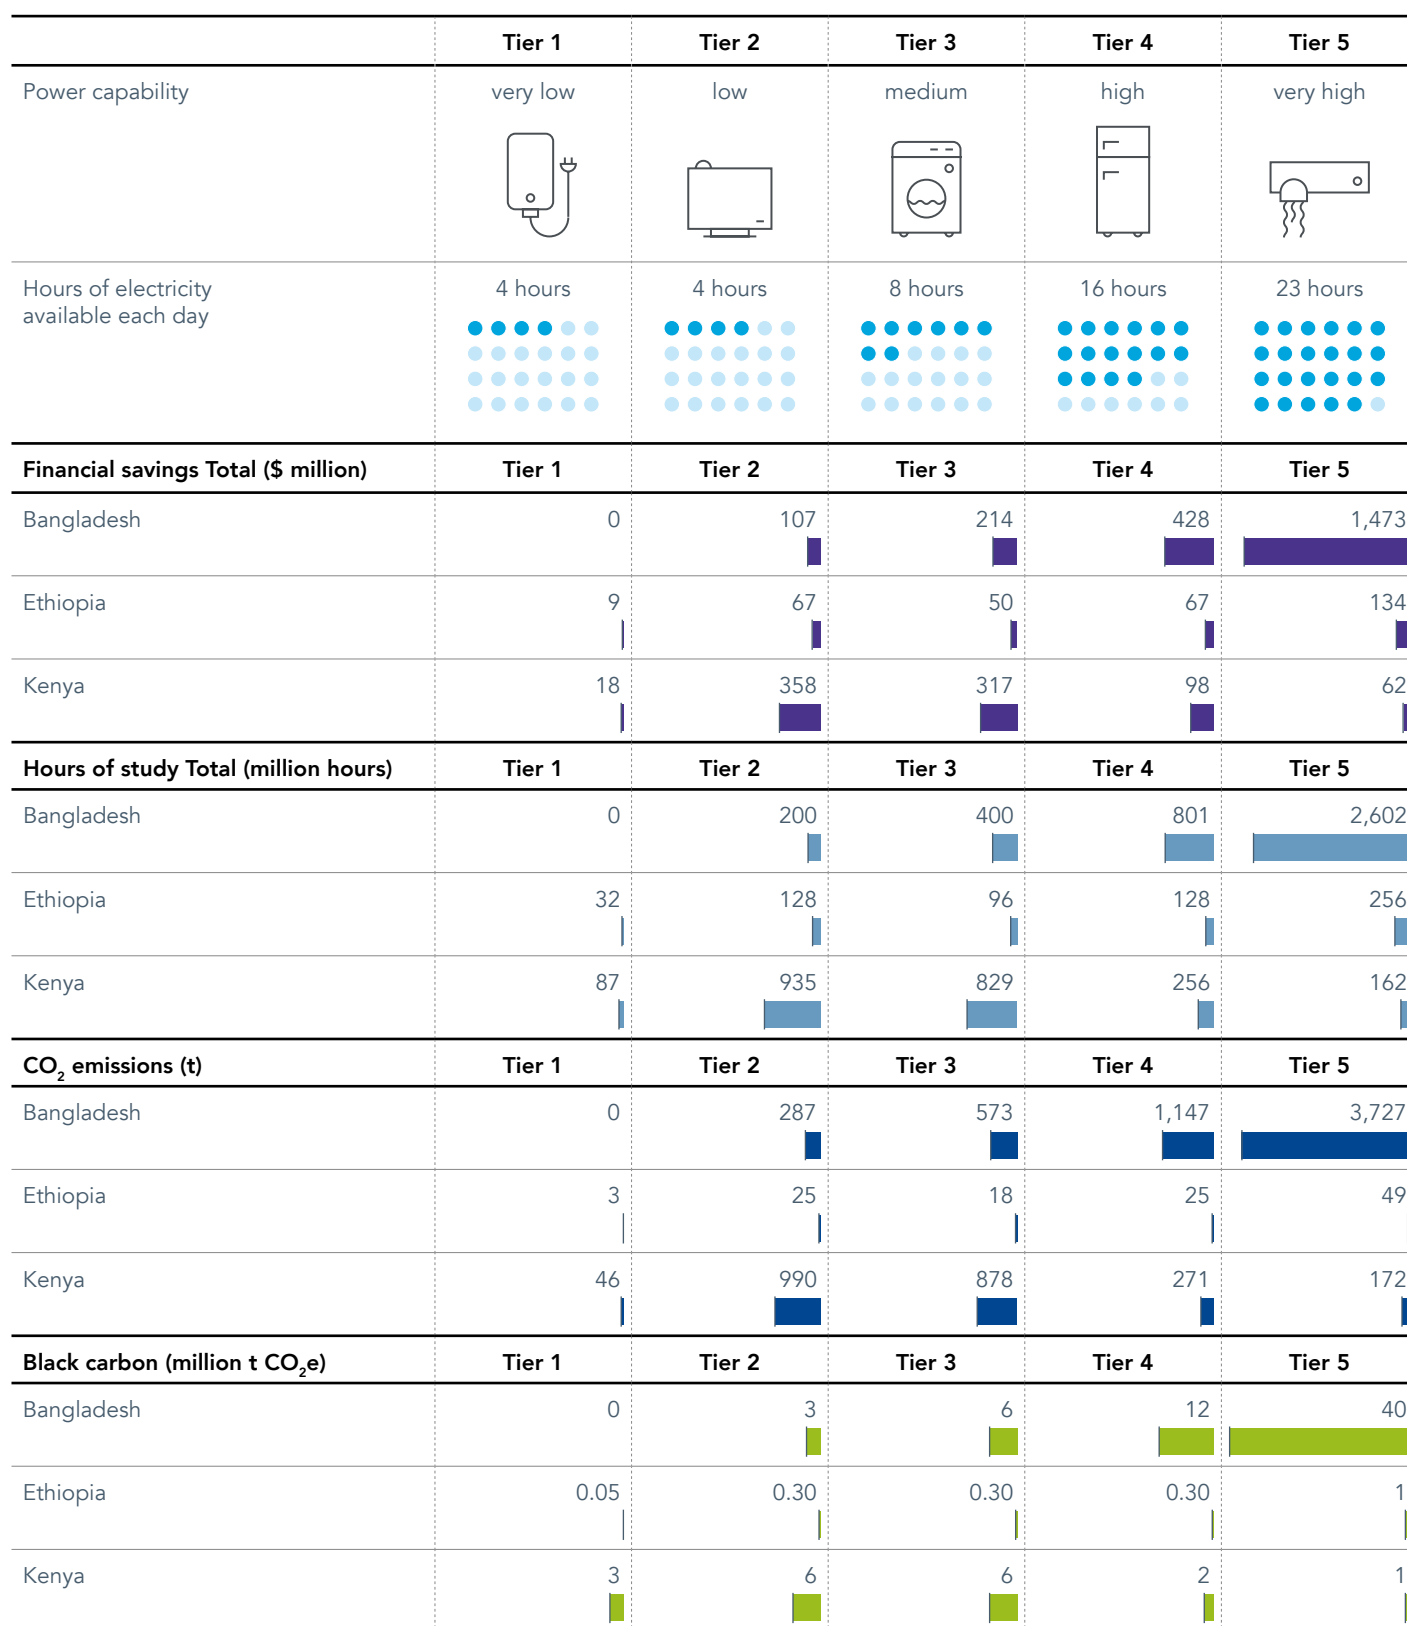 Tier 1 Tier 2 Tier 3 Tier 4 Tier 5
Power capability very low low medium high very high
Hours of electricity 4 hours 4 hours 8 hours 16 hours 23 hours
available each day
Financial savings Total ($ million) Tier 1 Tier 2 Tier 3 Tier 4 Tier 5
Bangladesh 0 107 214 428 1,473
Ethiopia 9 67 50 67 134
Kenya 18 358 317 98 62
Hours of study Total (million hours) Tier 1 Tier 2 Tier 3 Tier 4 Tier 5
Bangladesh 0 200 400 801 2,602
Ethiopia 32 128 96 128 256
Kenya 87 935 829 256 162
CO₂ emissions (t) Tier 1 Tier 2 Tier 3 Tier 4 Tier 5
Bangladesh 0 287 573 1,147 3,727
Ethiopia 3 25 18 25 49
Kenya 46 990 878 271 172
Black carbon (million t CO₂e) Tier 1 Tier 2 Tier 3 Tier 4 Tier 5
Bangladesh 0 3 6 12 40
Ethiopia 0.05 0.30 0.30 0.30 1
Kenya 3 6 6 2 1